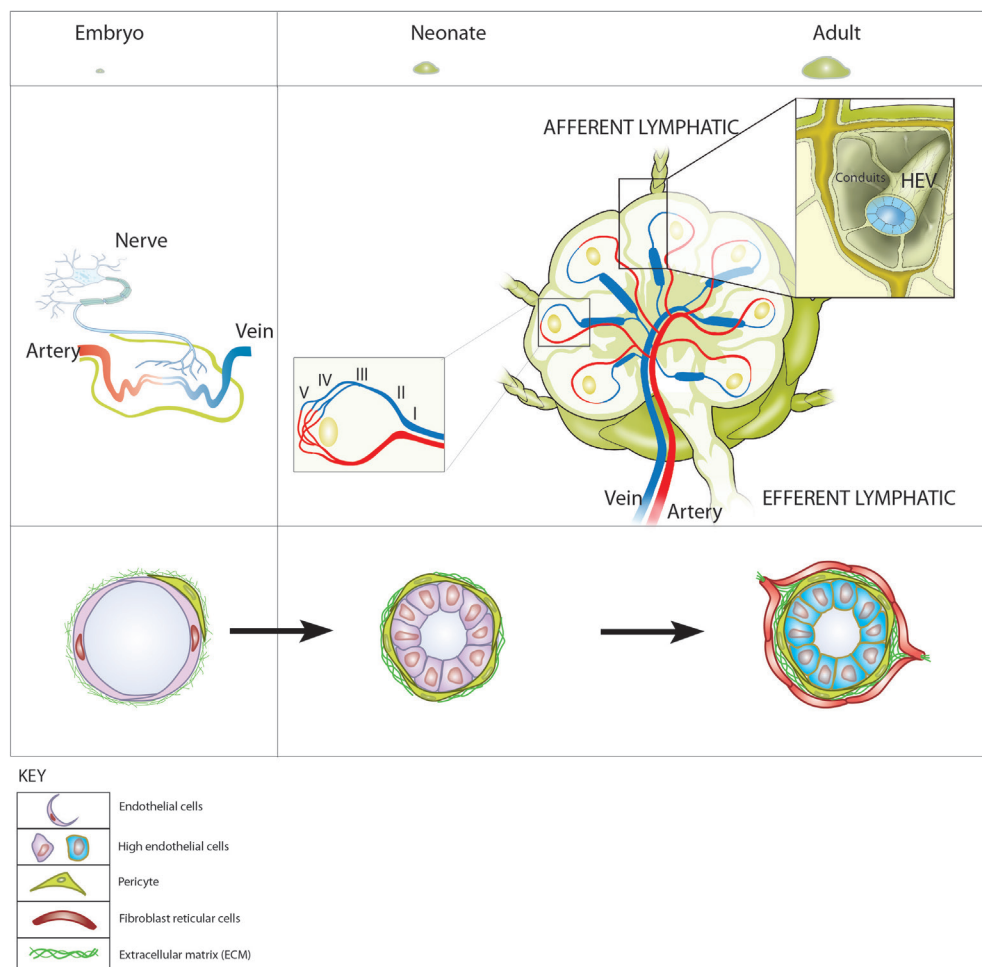 Embryo
Neonate
Adult
AFFERENT LYMPHATIC
Conduits
HEV
Nerve
Artery
Vein
V
IV
III
II
I
Vein
Artery
EFFERENT LYMPHATIC
KEY
Endothelial cells
High endothelial cells
Pericyte
Fibroblast reticular cells
Extracellular matrix (ECM)